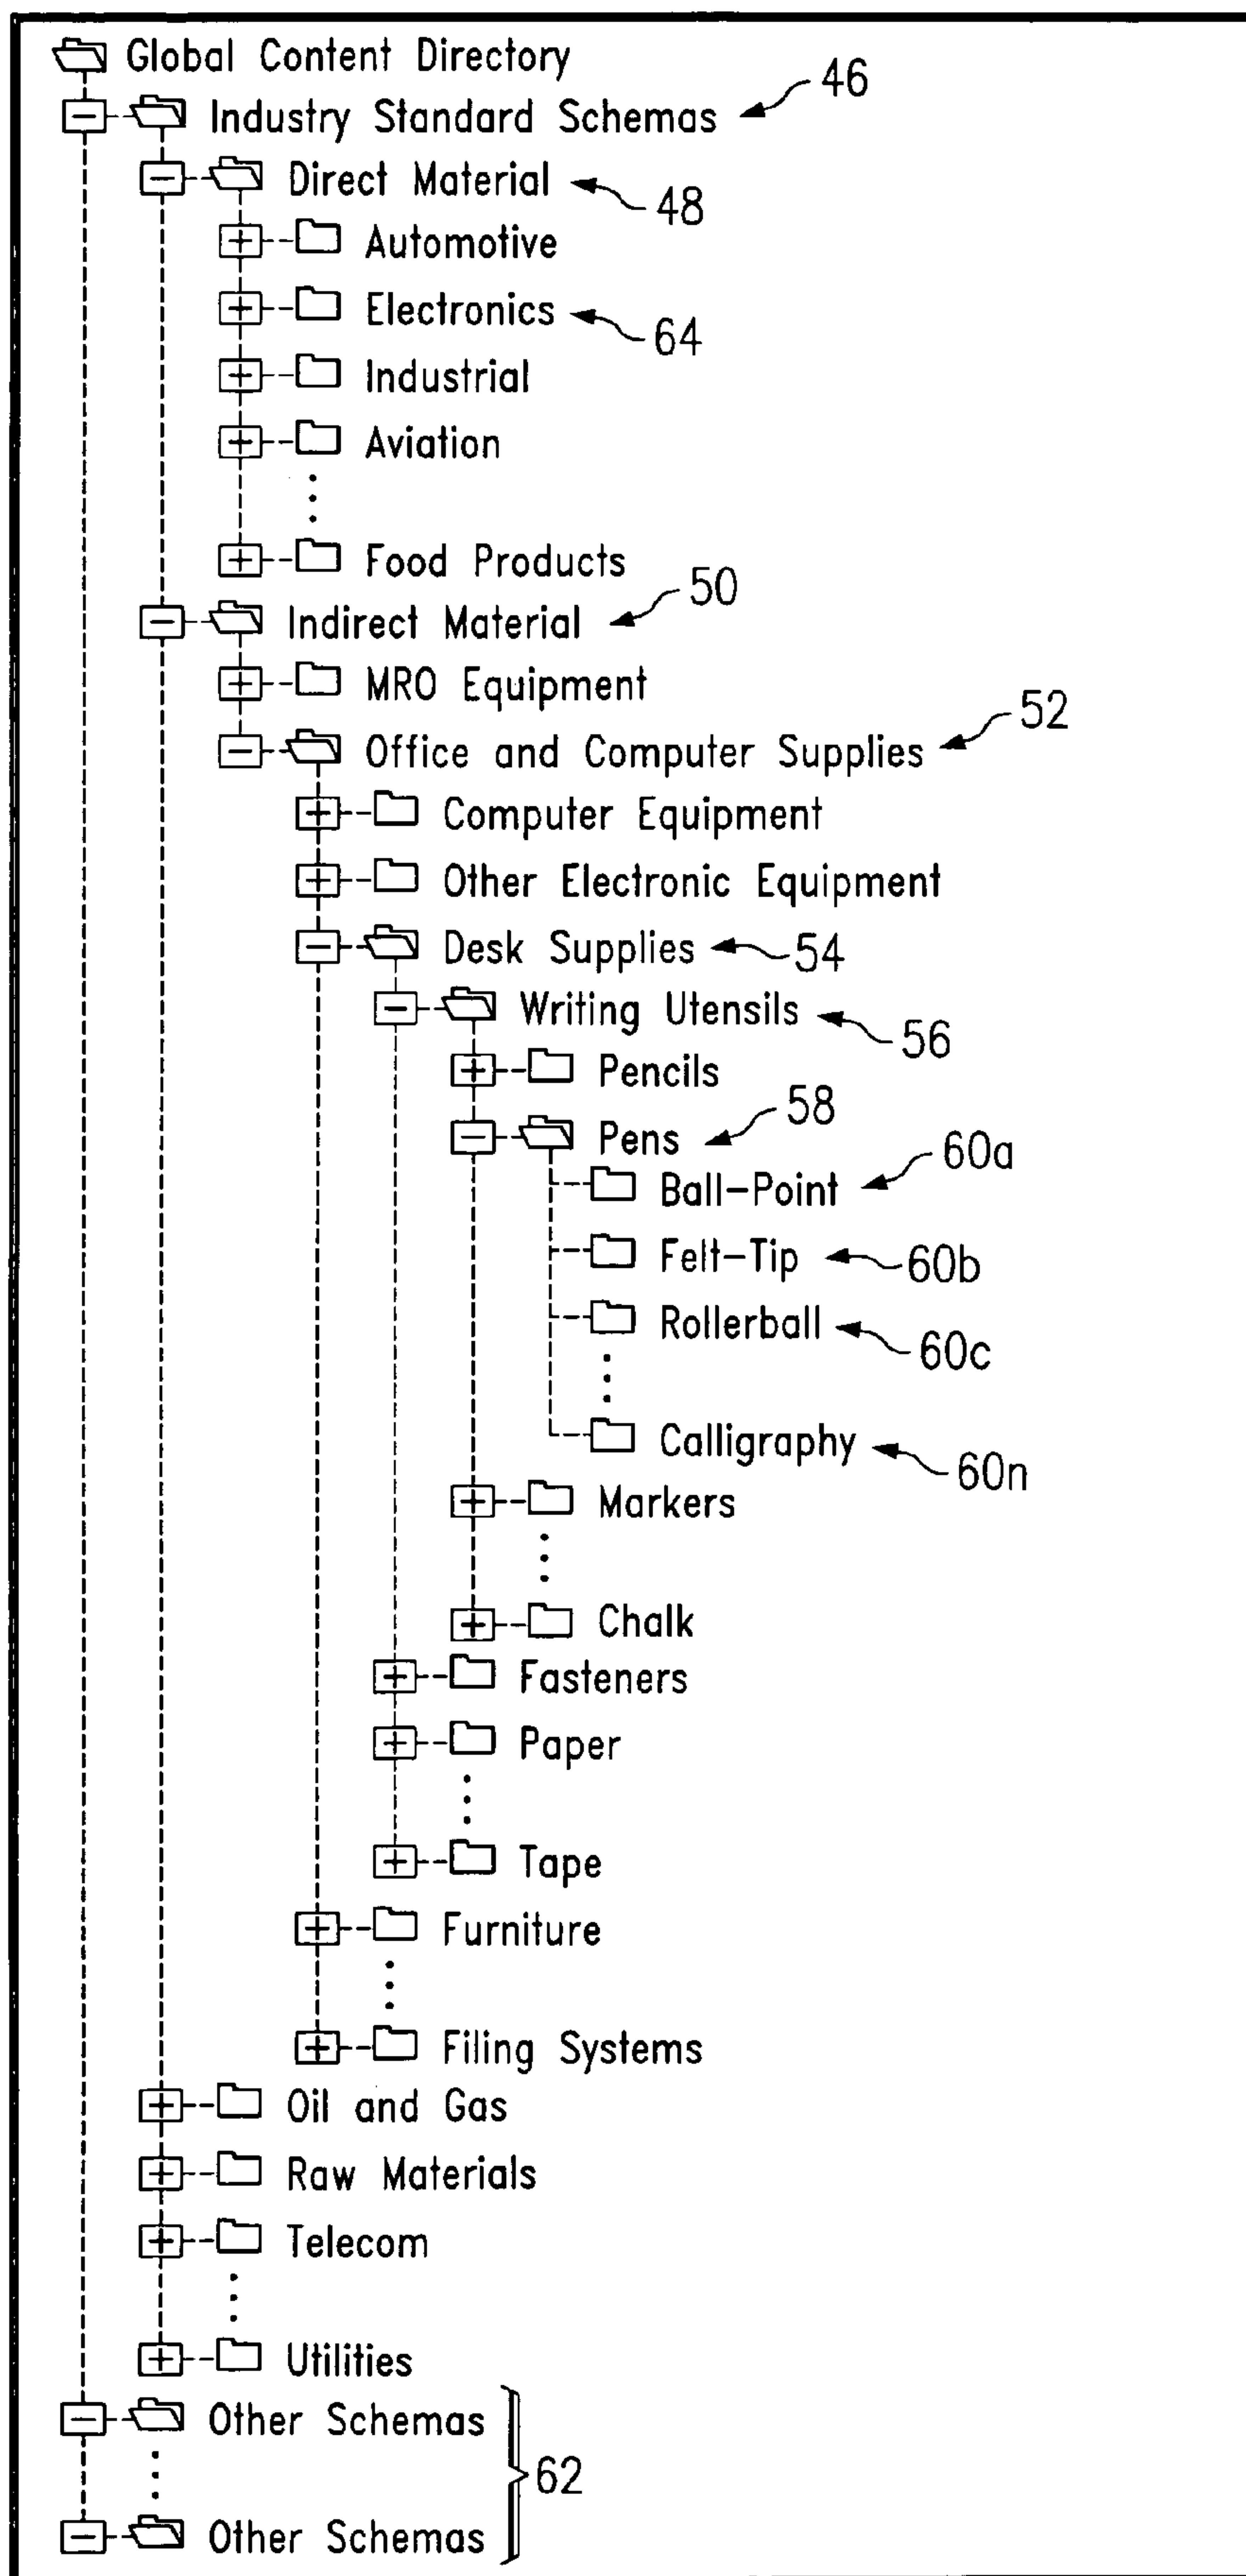 Global Content Directory
Industry Standard Schemas 46
Direct Material 48
Automotive
Electronics 64
Industrial
Aviation
Food Products
Indirect Material 50
MRO Equipment
Office and Computer Supplies 52
Computer Equipment
Other Electronic Equipment
Desk Supplies 54
Writing Utensils 56
Pencils
Pens 58
Ball-Point 60a
Felt-Tip 60b
Rollerball 60c
Calligraphy 60n
Markers
Chalk
Fasteners
Paper
Tape
Furniture
Filing Systems
Oil and Gas
Raw Materials
Telecom
Utilities
Other Schemas
62
Other Schemas